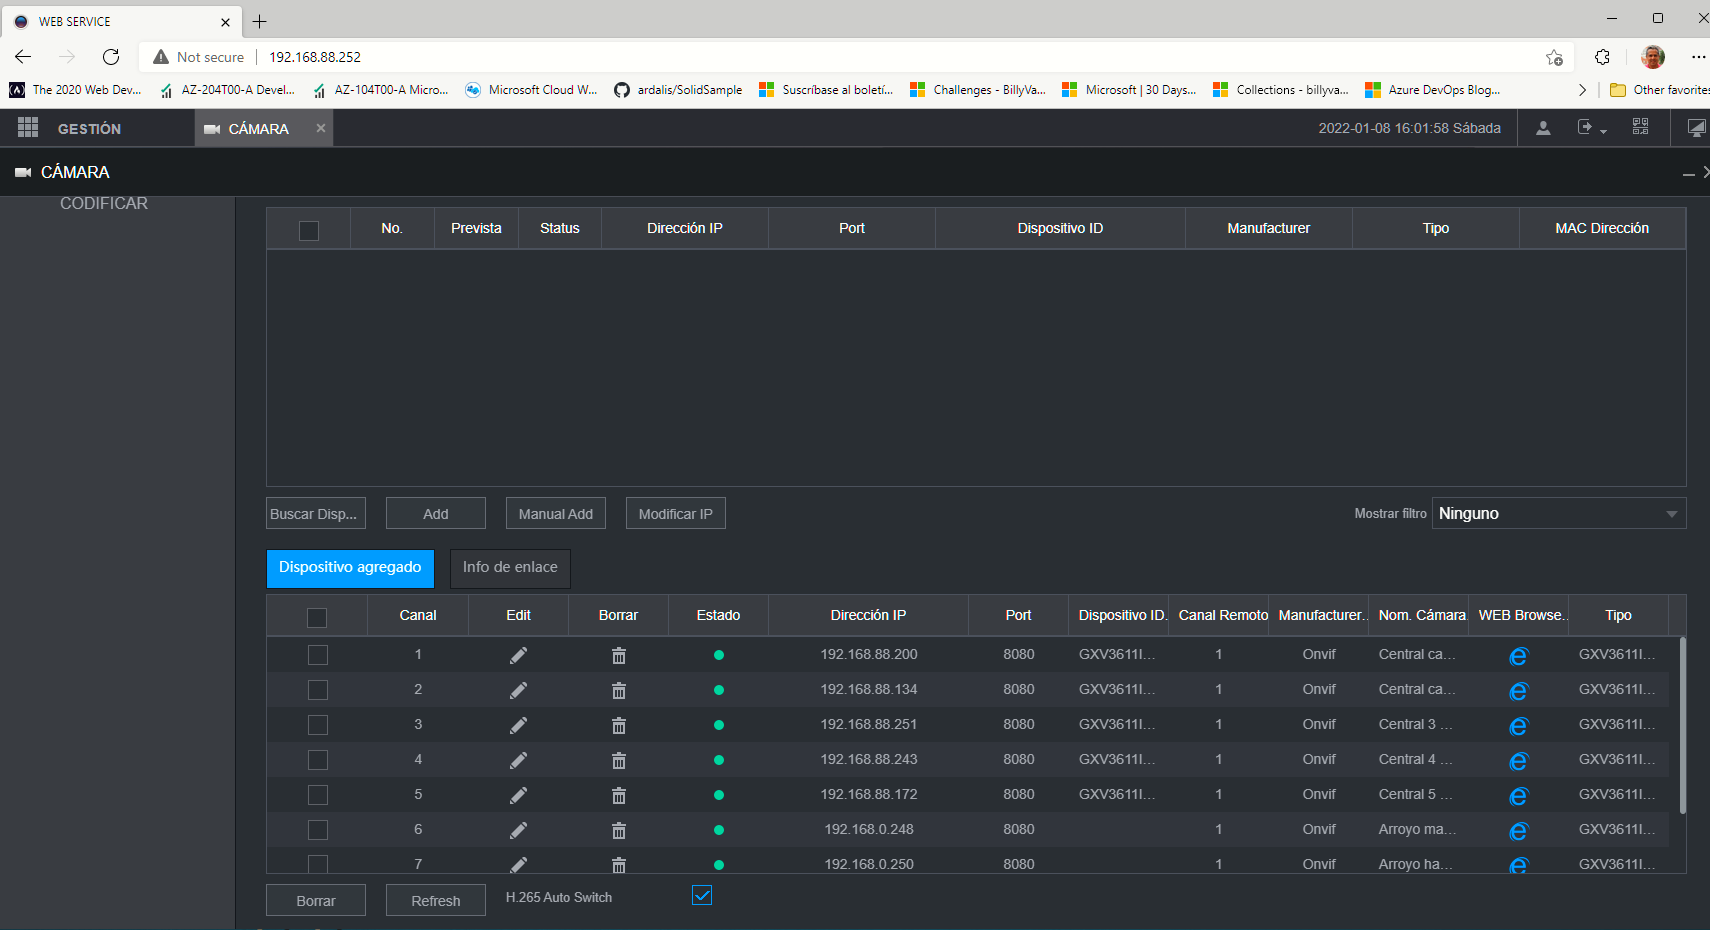 WEB SERVICE
Not secure 192.168.88.252
The 2020 Web Dev... AZ-204T00-A Devel... AZ-104T00-A Micro... Microsoft Cloud W... ardalis/SolidSample Suscríbase al boletí... Challenges - BillyVa... Microsoft | 30 Days... Collections - billyva... Azure DevOps Blog... Other favorites
GESTIÓN CÁMARA 2022-01-08 16:01:58 Sábada
CÁMARA
CODIFICAR
No. Prevista Status Dirección IP Port Dispositivo ID Manufacturer Tipo MAC Dirección
Buscar Disp... Add Manual Add Modificar IP Mostrar filtro Ninguno
Dispositivo agregado Info de enlace
Canal Edit Borrar Estado Dirección IP Port Dispositivo ID. Canal Remoto Manufacturer.. Nom. Cámara. WEB Browse.. Tipo
1 192.168.88.200 8080 GXV3611I... 1 Onvif Central ca... GXV3611I...
2 192.168.88.134 8080 GXV3611I... 1 Onvif Central ca... GXV3611I...
3 192.168.88.251 8080 GXV3611I... 1 Onvif Central 3 ... GXV3611I...
4 192.168.88.243 8080 GXV3611I... 1 Onvif Central 4 ... GXV3611I...
5 192.168.88.172 8080 GXV3611I... 1 Onvif Central 5 ... GXV3611I...
6 192.168.0.248 8080 1 Onvif Arroyo ma... GXV3611I...
7 192.168.0.250 8080 1 Onvif Arroyo ha... GXV3611I...
Borrar Refresh H.265 Auto Switch